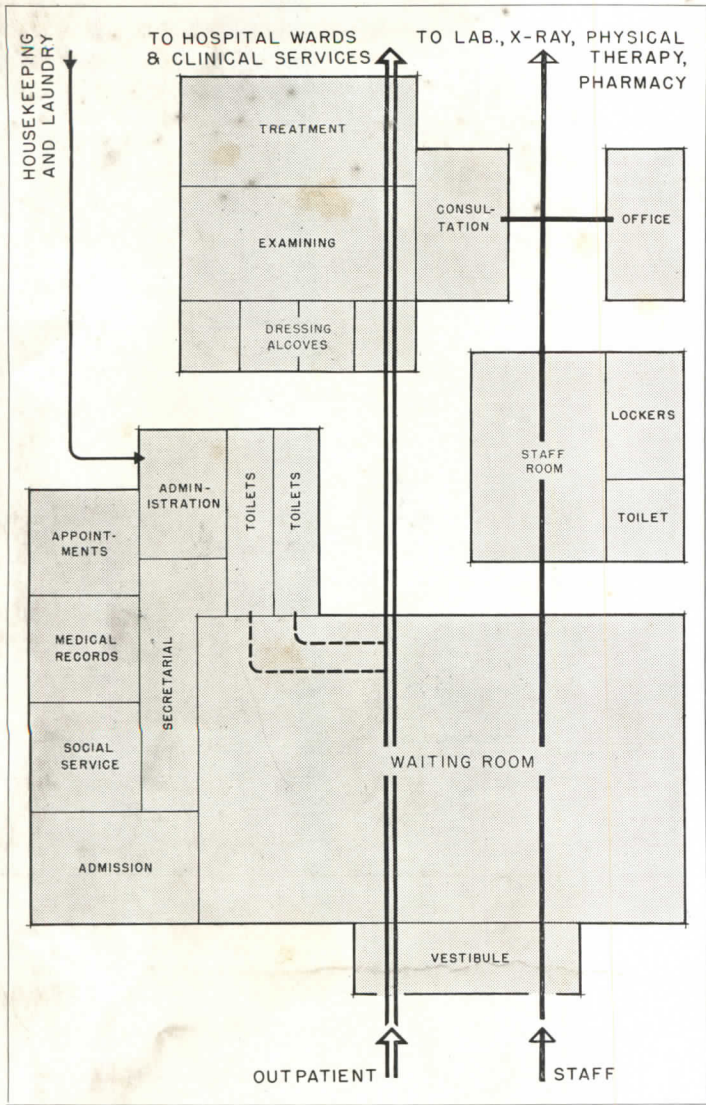 TO HOSPITAL WARDS
& CLINICAL SERVICES
TO LAB., X-RAY, PHYSICAL
THERAPY,
PHARMACY
HOUSEKEEPING
AND LAUNDRY
TREATMENT
CONSUL-
TATION
OFFICE
EXAMINING
DRESSING
ALCOVES
LOCKERS
STAFF
ROOM
TOILET
ADMIN-
ISTRATION
TOILETS
TOILETS
APPOINT-
MENTS
MEDICAL
RECORDS
SECRETARIAL
SOCIAL
SERVICE
WAITING ROOM
ADMISSION
VESTIBULE
OUTPATIENT
STAFF